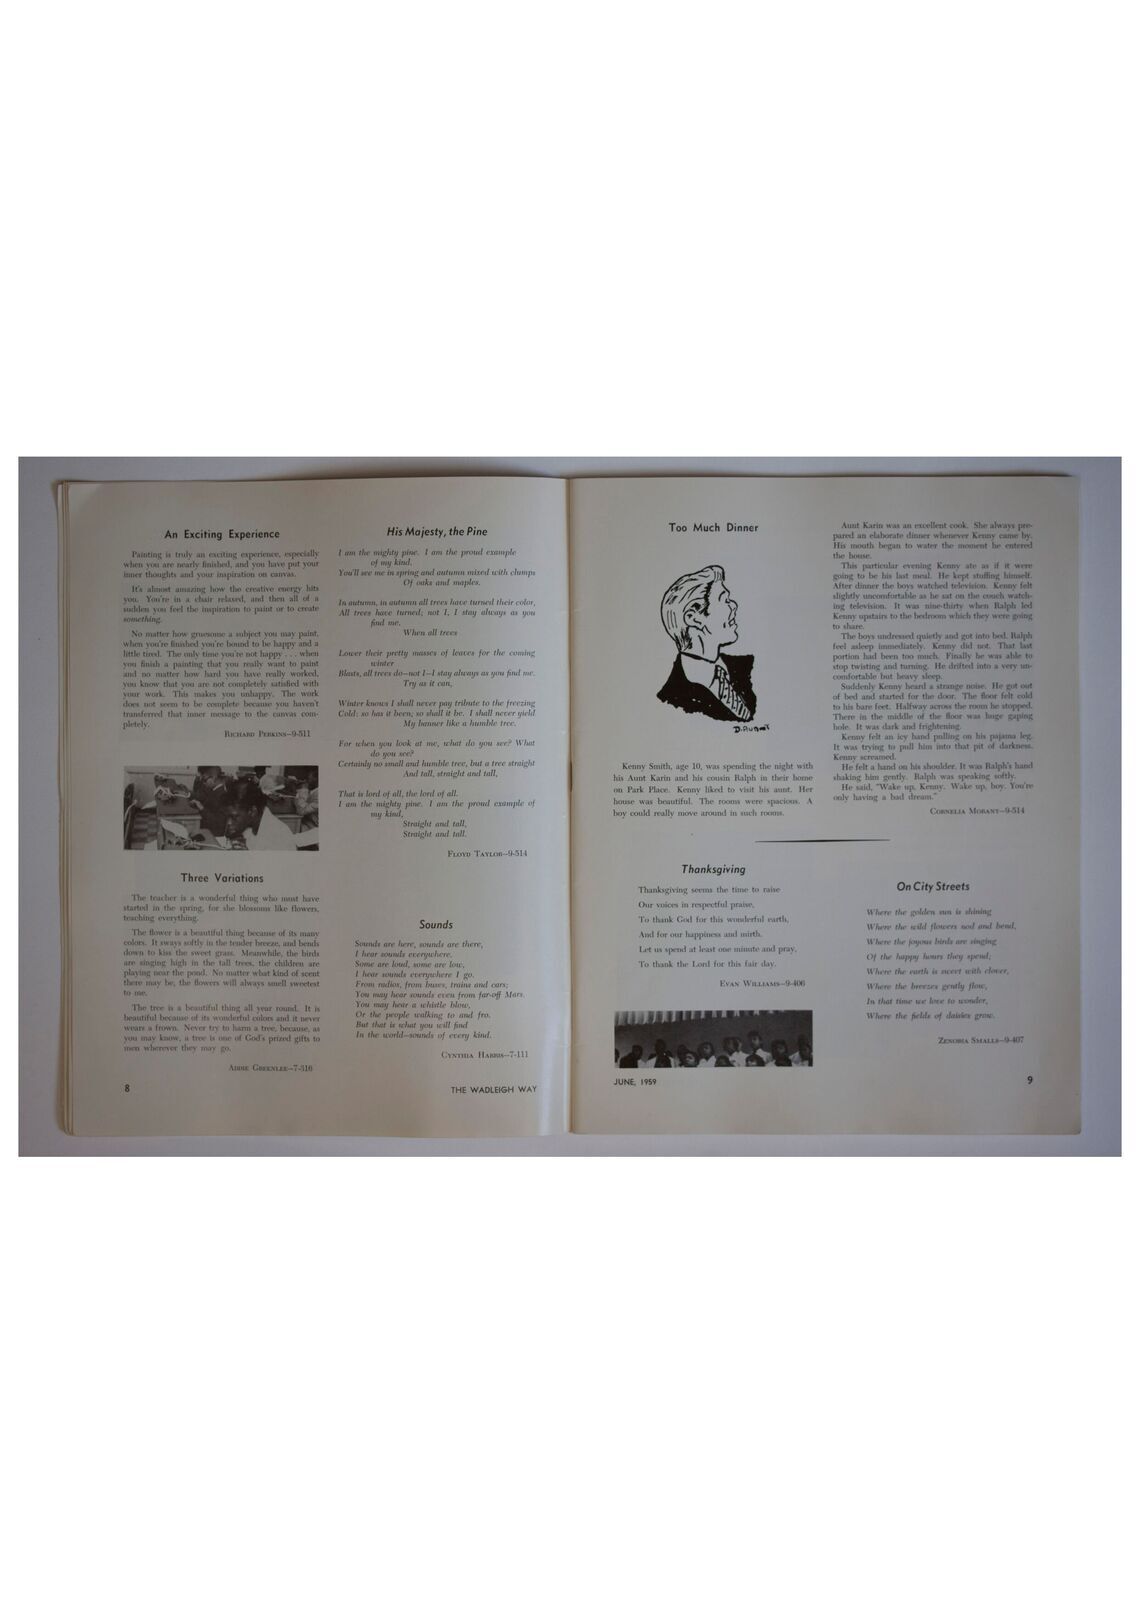 An Exciting Experience
Painting is truly an exciting experience, especially
when you are nearly finished, and you have put your
inner thoughts and your inspiration on canvas.
It's almost amazing how the creative energy hits
you. You're in a chair relaxed, and then all of a
sudden you feel the inspiration to paint or to create
something.
No matter how gruesome a subject you may paint,
when you're finished you're bound to be happy and a
little tired. The only time you're not happy . . . when
you finish a painting that you really want to paint
and no matter how hard you have really worked,
you know that you are not completely satisfied with
your work. This makes you unhappy. The work
does not seem to be complete because you haven't
transferred that inner message to the canvas com-
pletely.
Richard Perkins—9-511
Three Variations
The teacher is a wonderful thing who must have
started in the spring, for she blossoms like flowers,
teaching everything.
The flower is a beautiful thing because of its many
colors. It sways softly in the tender breeze, and bends
down to kiss the sweet grass. Meanwhile, the birds
are singing high in the tall trees, the children are
playing near the pond. No matter what kind of scent
there may be, the flowers will always smell sweetest
to me.
The tree is a beautiful thing all year round. It is
beautiful because of its wonderful colors and it never
wears a frown. Never try to harm a tree, because, as
you may know, a tree is one of God's prized gifts to
men wherever they may go.
Addie Greenlee—7-316
8
His Majesty, the Pine
I am the mighty pine. I am the proud example
of my kind.
You'll see me in spring and autumn mixed with clumps
Of oaks and maples.
In autumn, in autumn all trees have turned their color,
All trees have turned; not I, I stay always as you
find me.
When all trees
Lower their pretty masses of leaves for the coming
winter
Blasts, all trees do—not I—I stay always as you find me.
Try as it can,
Winter knows I shall never pay tribute to the freezing
Cold: so has it been; so shall it be. I shall never yield
My banner like a humble tree.
For when you look at me, what do you see? What
do you see?
Certainly no small and humble tree, but a tree straight
And tall, straight and tall,
That is lord of all, the lord of all.
I am the mighty pine. I am the proud example of
my kind,
Straight and tall,
Straight and tall.
Floyd Taylor—9-514
Sounds
Sounds are here, sounds are there,
I hear sounds everywhere.
Some are loud, some are low,
I hear sounds everywhere I go.
From radios, from buses, trains and cars;
You may hear sounds even from far-off Mars.
You may hear a whistle blow,
Or the people walking to and fro.
But that is what you will find
In the world—sounds of every kind.
Cynthia Harris—7-111
THE WADLEIGH WAY
Too Much Dinner
Kenny Smith, age 10, was spending the night with
his Aunt Karin and his cousin Ralph in their home
on Park Place. Kenny liked to visit his aunt. Her
house was beautiful. The rooms were spacious. A
boy could really move around in such rooms.
Aunt Karin was an excellent cook. She always pre-
pared an elaborate dinner whenever Kenny came by.
His mouth began to water the moment he entered
the house.
This particular evening Kenny ate as if it were
going to be his last meal. He kept stuffing himself.
After dinner the boys watched television. Kenny felt
slightly uncomfortable as he sat on the couch watch-
ing television. It was nine-thirty when Ralph led
Kenny upstairs to the bedroom which they were going
to share.
The boys undressed quietly and got into bed. Ralph
feel asleep immediately. Kenny did not. That last
portion had been too much. Finally he was able to
stop twisting and turning. He drifted into a very un-
comfortable but heavy sleep.
Suddenly Kenny heard a strange noise. He got out
of bed and started for the door. The floor felt cold
to his bare feet. Halfway across the room he stopped.
There in the middle of the floor was huge gaping
hole. It was dark and frightening.
Kenny felt an icy hand pulling on his pajama leg.
It was trying to pull him into that pit of darkness.
Kenny screamed.
He felt a hand on his shoulder. It was Ralph's hand
shaking him gently. Ralph was speaking softly.
He said, "Wake up, Kenny. Wake up, boy. You're
only having a bad dream."
Cornelia Morant—9-514
Thanksgiving
Thanksgiving seems the time to raise
Our voices in respectful praise,
To thank God for this wonderful earth,
And for our happiness and mirth.
Let us spend at least one minute and pray,
To thank the Lord for this fair day.
Evan Williams—9-406
On City Streets
Where the golden sun is shining
Where the wild flowers nod and bend,
Where the joyous birds are singing
Of the happy hours they spend;
Where the earth is sweet with clover,
Where the breezes gently flow,
In that time we love to wonder,
Where the fields of daisies grow.
Zenobia Smalls—9-407
JUNE, 1959
9